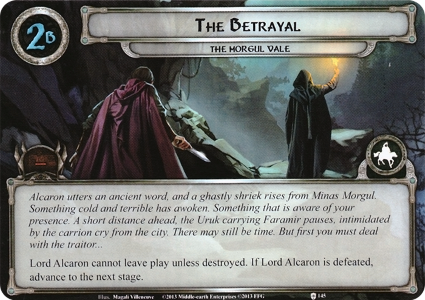 THE BETRAYAL
2B
THE MORGUL VALE
Alcaron utters an ancient word, and a ghastly shriek rises from Minas Morgul.
Something cold and terrible has awoken. Something that is aware of your
presence. A short distance ahead, the Uruk carrying Faramir pauses, intimidated
by the carrion cry from the city. There may still be time. But first you must
deal with the traitor...
Lord Alcaron cannot leave play unless destroyed. If Lord Alcaron is defeated,
advance to the next stage.
Illus. Magali Villeneuve ©2013 Middle-earth Enterprises ©2013 FFG 145